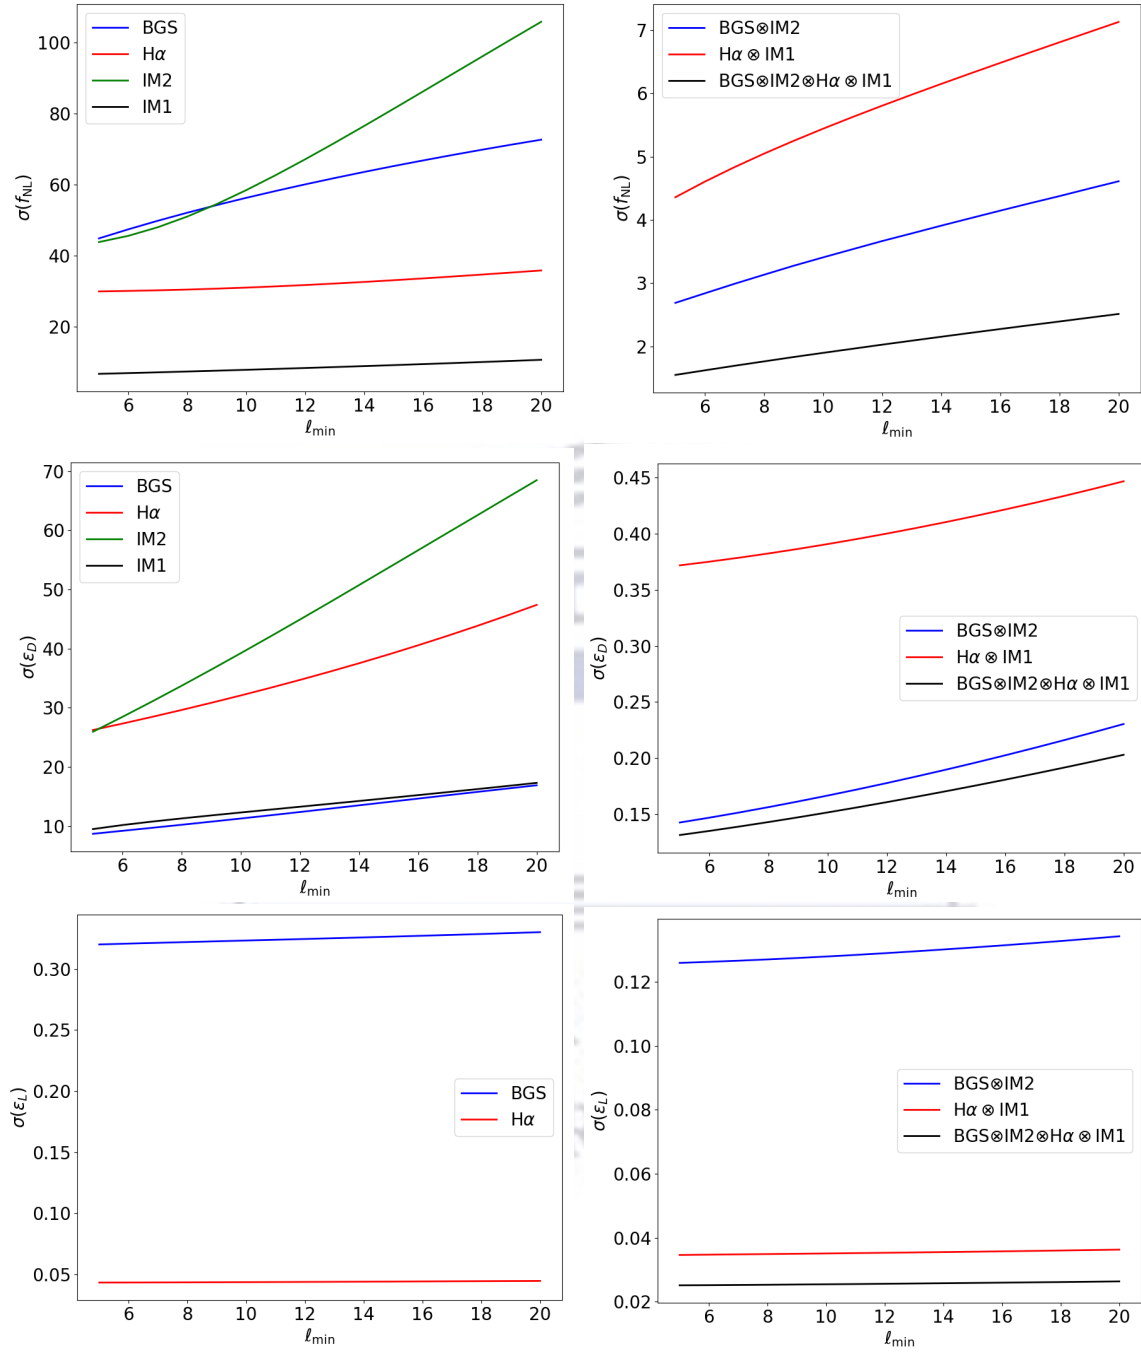 100
80
60
40
20
σ(f_NL)
BGS
Hα
IM2
IM1
6 8 10 12 14 16 18 20
ℓ_min
7
6
5
4
3
2
σ(f_NL)
BGS⊗IM2
Hα ⊗ IM1
BGS⊗IM2⊗Hα ⊗ IM1
6 8 10 12 14 16 18 20
ℓ_min
70
60
50
40
30
20
10
σ(ε_D)
BGS
Hα
IM2
IM1
6 8 10 12 14 16 18 20
ℓ_min
0.45
0.40
0.35
0.30
0.25
0.20
0.15
σ(ε_D)
BGS⊗IM2
Hα ⊗ IM1
BGS⊗IM2⊗Hα ⊗ IM1
6 8 10 12 14 16 18 20
ℓ_min
0.30
0.25
0.20
0.15
0.10
0.05
σ(ε_L)
BGS
Hα
6 8 10 12 14 16 18 20
ℓ_min
0.12
0.10
0.08
0.06
0.04
0.02
σ(ε_L)
BGS⊗IM2
Hα ⊗ IM1
BGS⊗IM2⊗Hα ⊗ IM1
6 8 10 12 14 16 18 20
ℓ_min